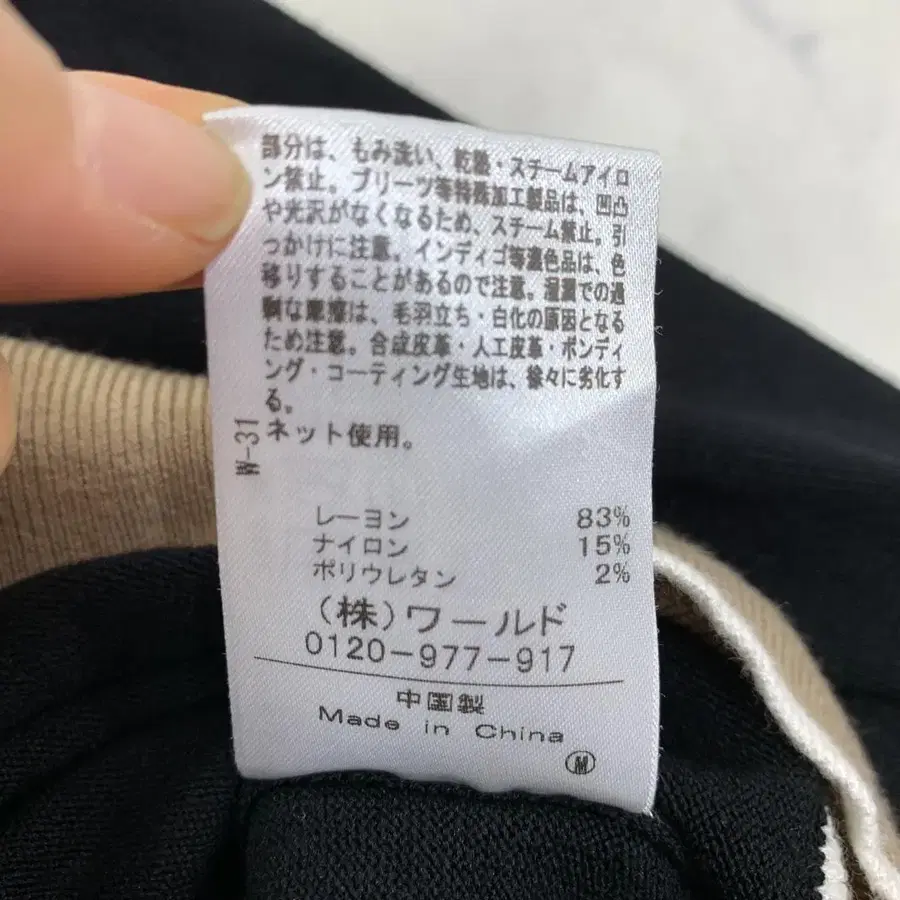 部分は、もみ洗い、乾燥・スチームアイロ
ン禁止。プリーツ等特殊加工製品は、凹凸
や光沢がなくなるため、スチーム禁止。引
っかけに注意。インディゴ等濃色品は、色
移りすることがあるので注意。湿潤での過
剰な摩擦は、毛羽立ち・白化の原因となる
ため注意。合成皮革・人工皮革・ボンディ
ング・コーティング生地は、徐々に劣化す
る。
ネット使用。
W-31
レーヨン 83%
ナイロン 15%
ポリウレタン 2%
(株)ワールド
0120-977-917
中国製
Made in China
M